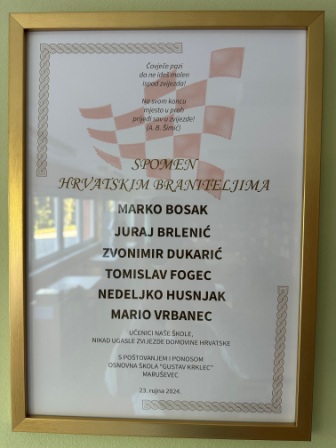 Čovječe pazi
da ne ideš malen
ispod zvijezda!
Na svom koncu
mjesto u prah
prijeđi sav u zvijezde!
(A. B. Šimić)
SPOMEN
HRVATSKIM BRANITELJIMA
MARKO BOSAK
JURAJ BRLENIĆ
ZVONIMIR DUKARIĆ
TOMISLAV FOGEC
NEDELJKO HUSNJAK
MARIO VRBANEC
UČENICI NAŠE ŠKOLE,
NIKAD UGASLE ZVIJEZDE DOMOVINE HRVATSKE
S POŠTOVANJEM I PONOSOM
OSNOVNA ŠKOLA "GUSTAV KRKLEC"
MARUŠEVEC
23. rujna 2024.